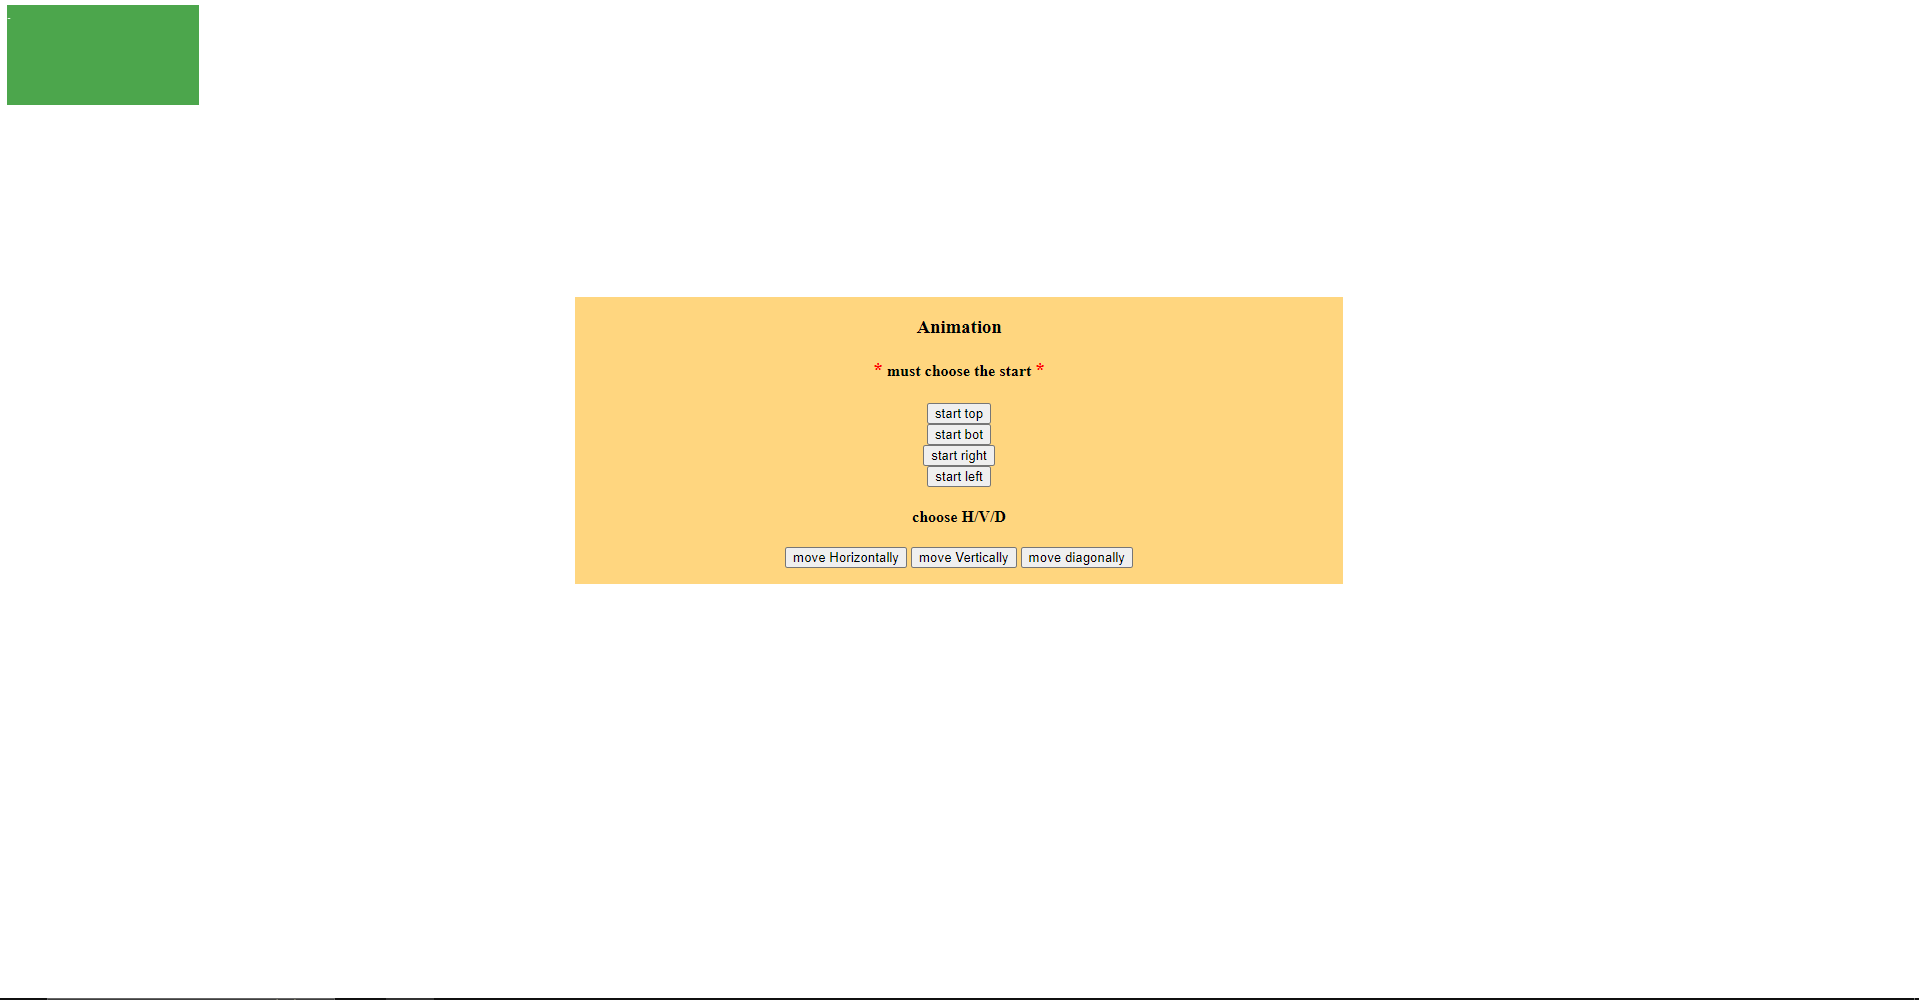 Animation
* must choose the start *
start top
start bot
start right
start left
choose H/V/D
move Horizontally move Vertically move diagonally